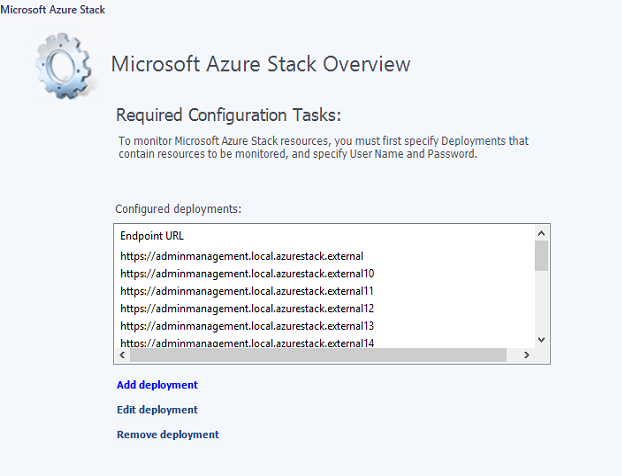 Microsoft Azure Stack
Microsoft Azure Stack Overview
Required Configuration Tasks:
To monitor Microsoft Azure Stack resources, you must first specify Deployments that
contain resources to be monitored, and specify User Name and Password.
Configured deployments:
Endpoint URL
https://adminmanagement.local.azurestack.external
https://adminmanagement.local.azurestack.external10
https://adminmanagement.local.azurestack.external11
https://adminmanagement.local.azurestack.external12
https://adminmanagement.local.azurestack.external13
https://adminmanagement.local.azurestack.external14
Add deployment
Edit deployment
Remove deployment